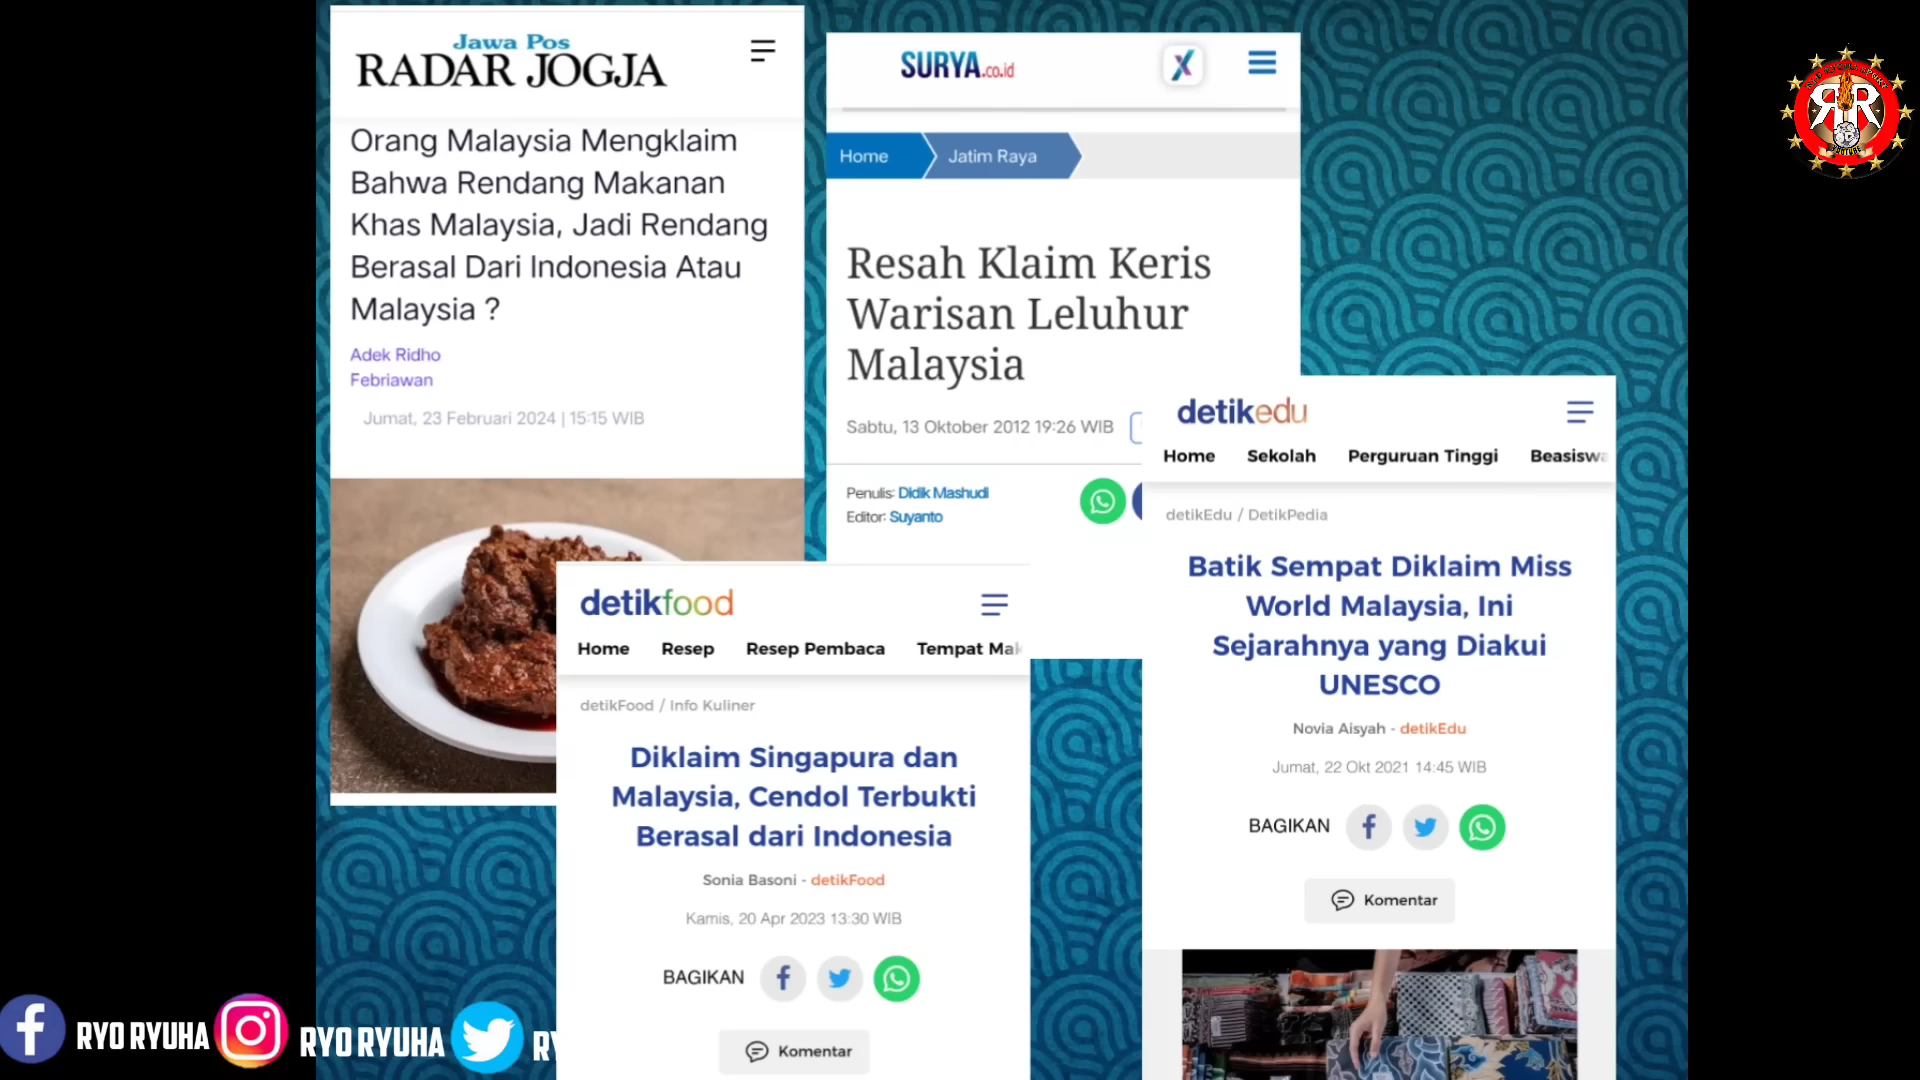 Jawa Pos
RADAR JOGJA
Orang Malaysia Mengklaim
Bahwa Rendang Makanan
Khas Malaysia, Jadi Rendang
Berasal Dari Indonesia Atau
Malaysia ?
Adek Ridho
Febriawan
Jumat, 23 Februari 2024 | 15:15 WIB
SURYA.co.id
Home
Jatim Raya
Resah Klaim Keris
Warisan Leluhur
Malaysia
Sabtu, 13 Oktober 2012 19:26 WIB
Penulis: Didik Mashudi
Editor: Suyanto
detikfood
Home Resep Resep Pembaca Tempat Mak
detikFood / Info Kuliner
Diklaim Singapura dan
Malaysia, Cendol Terbukti
Berasal dari Indonesia
Sonia Basoni - detikFood
Kamis, 20 Apr 2023 13:30 WIB
BAGIKAN
Komentar
detikedu
Home Sekolah Perguruan Tinggi Beasiswa
detikEdu / DetikPedia
Batik Sempat Diklaim Miss
World Malaysia, Ini
Sejarahnya yang Diakui
UNESCO
Novia Aisyah - detikEdu
Jumat, 22 Okt 2021 14:45 WIB
BAGIKAN
Komentar
RR
RYO RYUHA
RYO RYUHA
RY